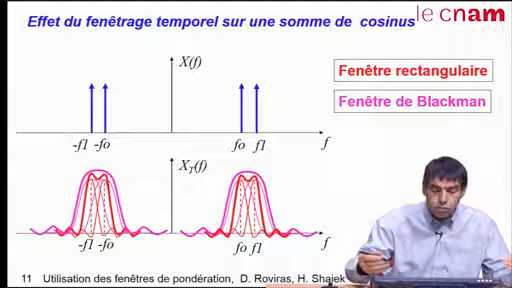 Effet du fenêtrage temporel sur une somme de cosinus
le cnam
X(f)
Fenêtre rectangulaire
Fenêtre de Blackman
-f1 -fo fo f1 f
X_T(f)
-f1 -fo fo f1 f
11 Utilisation des fenêtres de pondération, D. Roviras, H. Shaiek